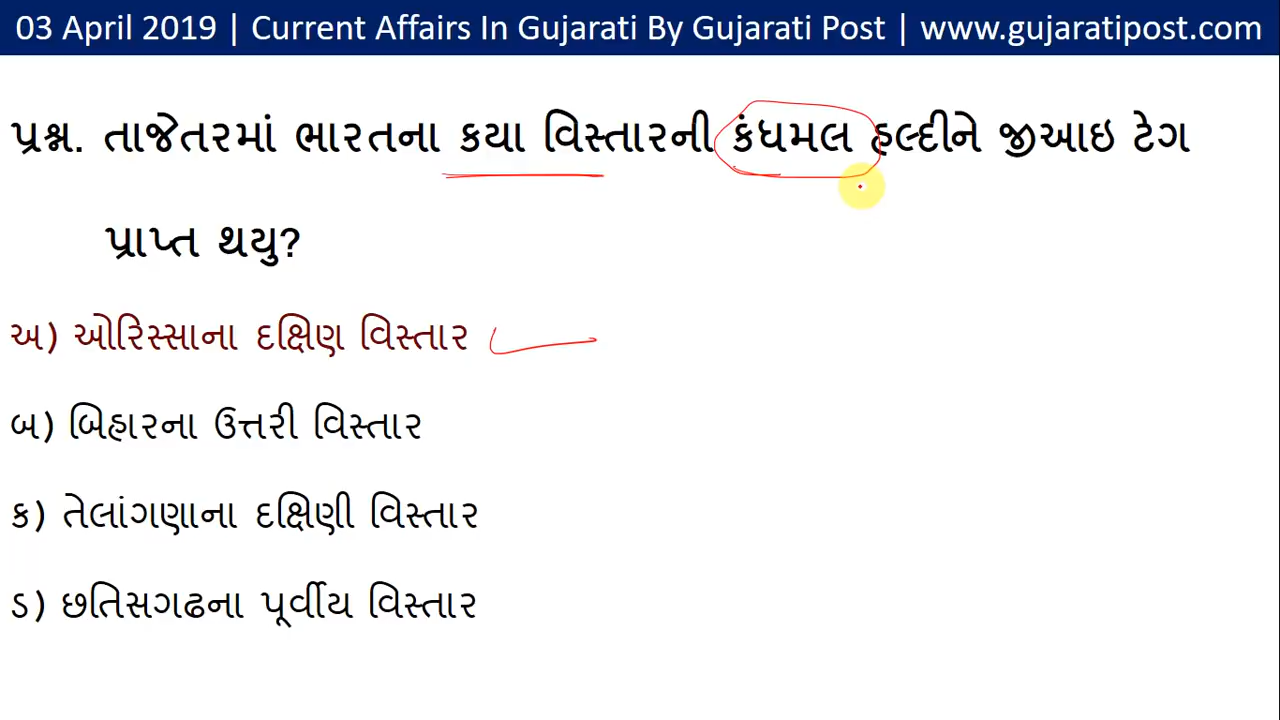 03 April 2019 | Current Affairs In Gujarati By Gujarati Post | www.gujaratipost.com
પ્રશ્ન. તાજેતરમાં ભારતના કયા વિસ્તારની કંધમલ હલ્દીને જીઆઇ ટેગ
પ્રાપ્ત થયુ?
અ) ઓરિસ્સાના દક્ષિણ વિસ્તાર
બ) બિહારના ઉત્તરી વિસ્તાર
ક) તેલાંગણાના દક્ષિણી વિસ્તાર
ડ) છતિસગઢના પૂર્વીય વિસ્તાર